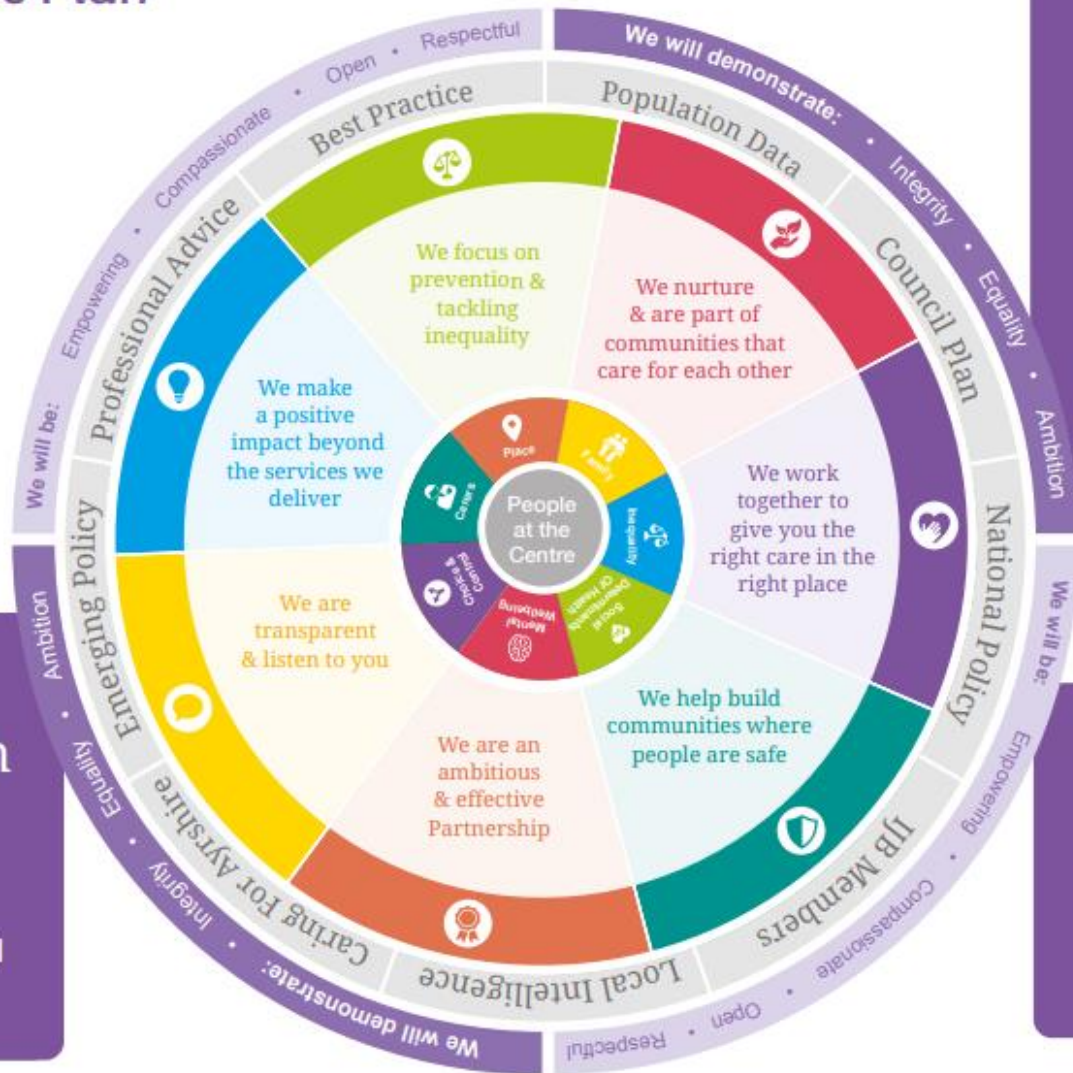 We will demonstrate: • Integrity • Equality • Ambition
We will be: Empowering • Compassionate • Open • Respectful
We will demonstrate: • Integrity • Equality • Ambition
We will be: Empowering • Compassionate • Open • Respectful
Population Data
Council Plan
National Policy
IJB Members
Local Intelligence
Caring For Ayrshire
Emerging Policy
Professional Advice
Best Practice
We focus on
prevention &
tackling
inequality
We nurture
& are part of
communities that
care for each other
We work
together to
give you the
right care in the
right place
We help build
communities where
people are safe
We are an
ambitious
& effective
Partnership
We are
transparent
& listen to you
We make
a positive
impact beyond
the services we
deliver
Place
Family
Inequality
Social
Determinants
Of Health
Mental
Wellbeing
Choice &
Control
Carers
People
at the
Centre